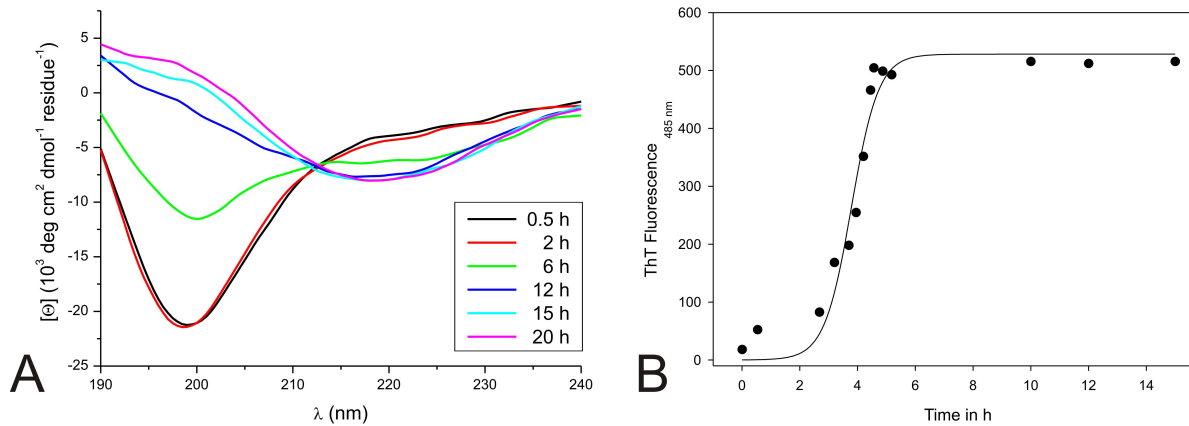 5
0
-5
-10
-15
-20
-25
190 200 210 220 230 240
[Θ] (10³ deg cm² dmol⁻¹ residue⁻¹)
λ (nm)
0.5 h
2 h
6 h
12 h
15 h
20 h
A
600
500
400
300
200
100
0
0 2 4 6 8 10 12 14
ThT Fluorescence 485 nm
Time in h
B